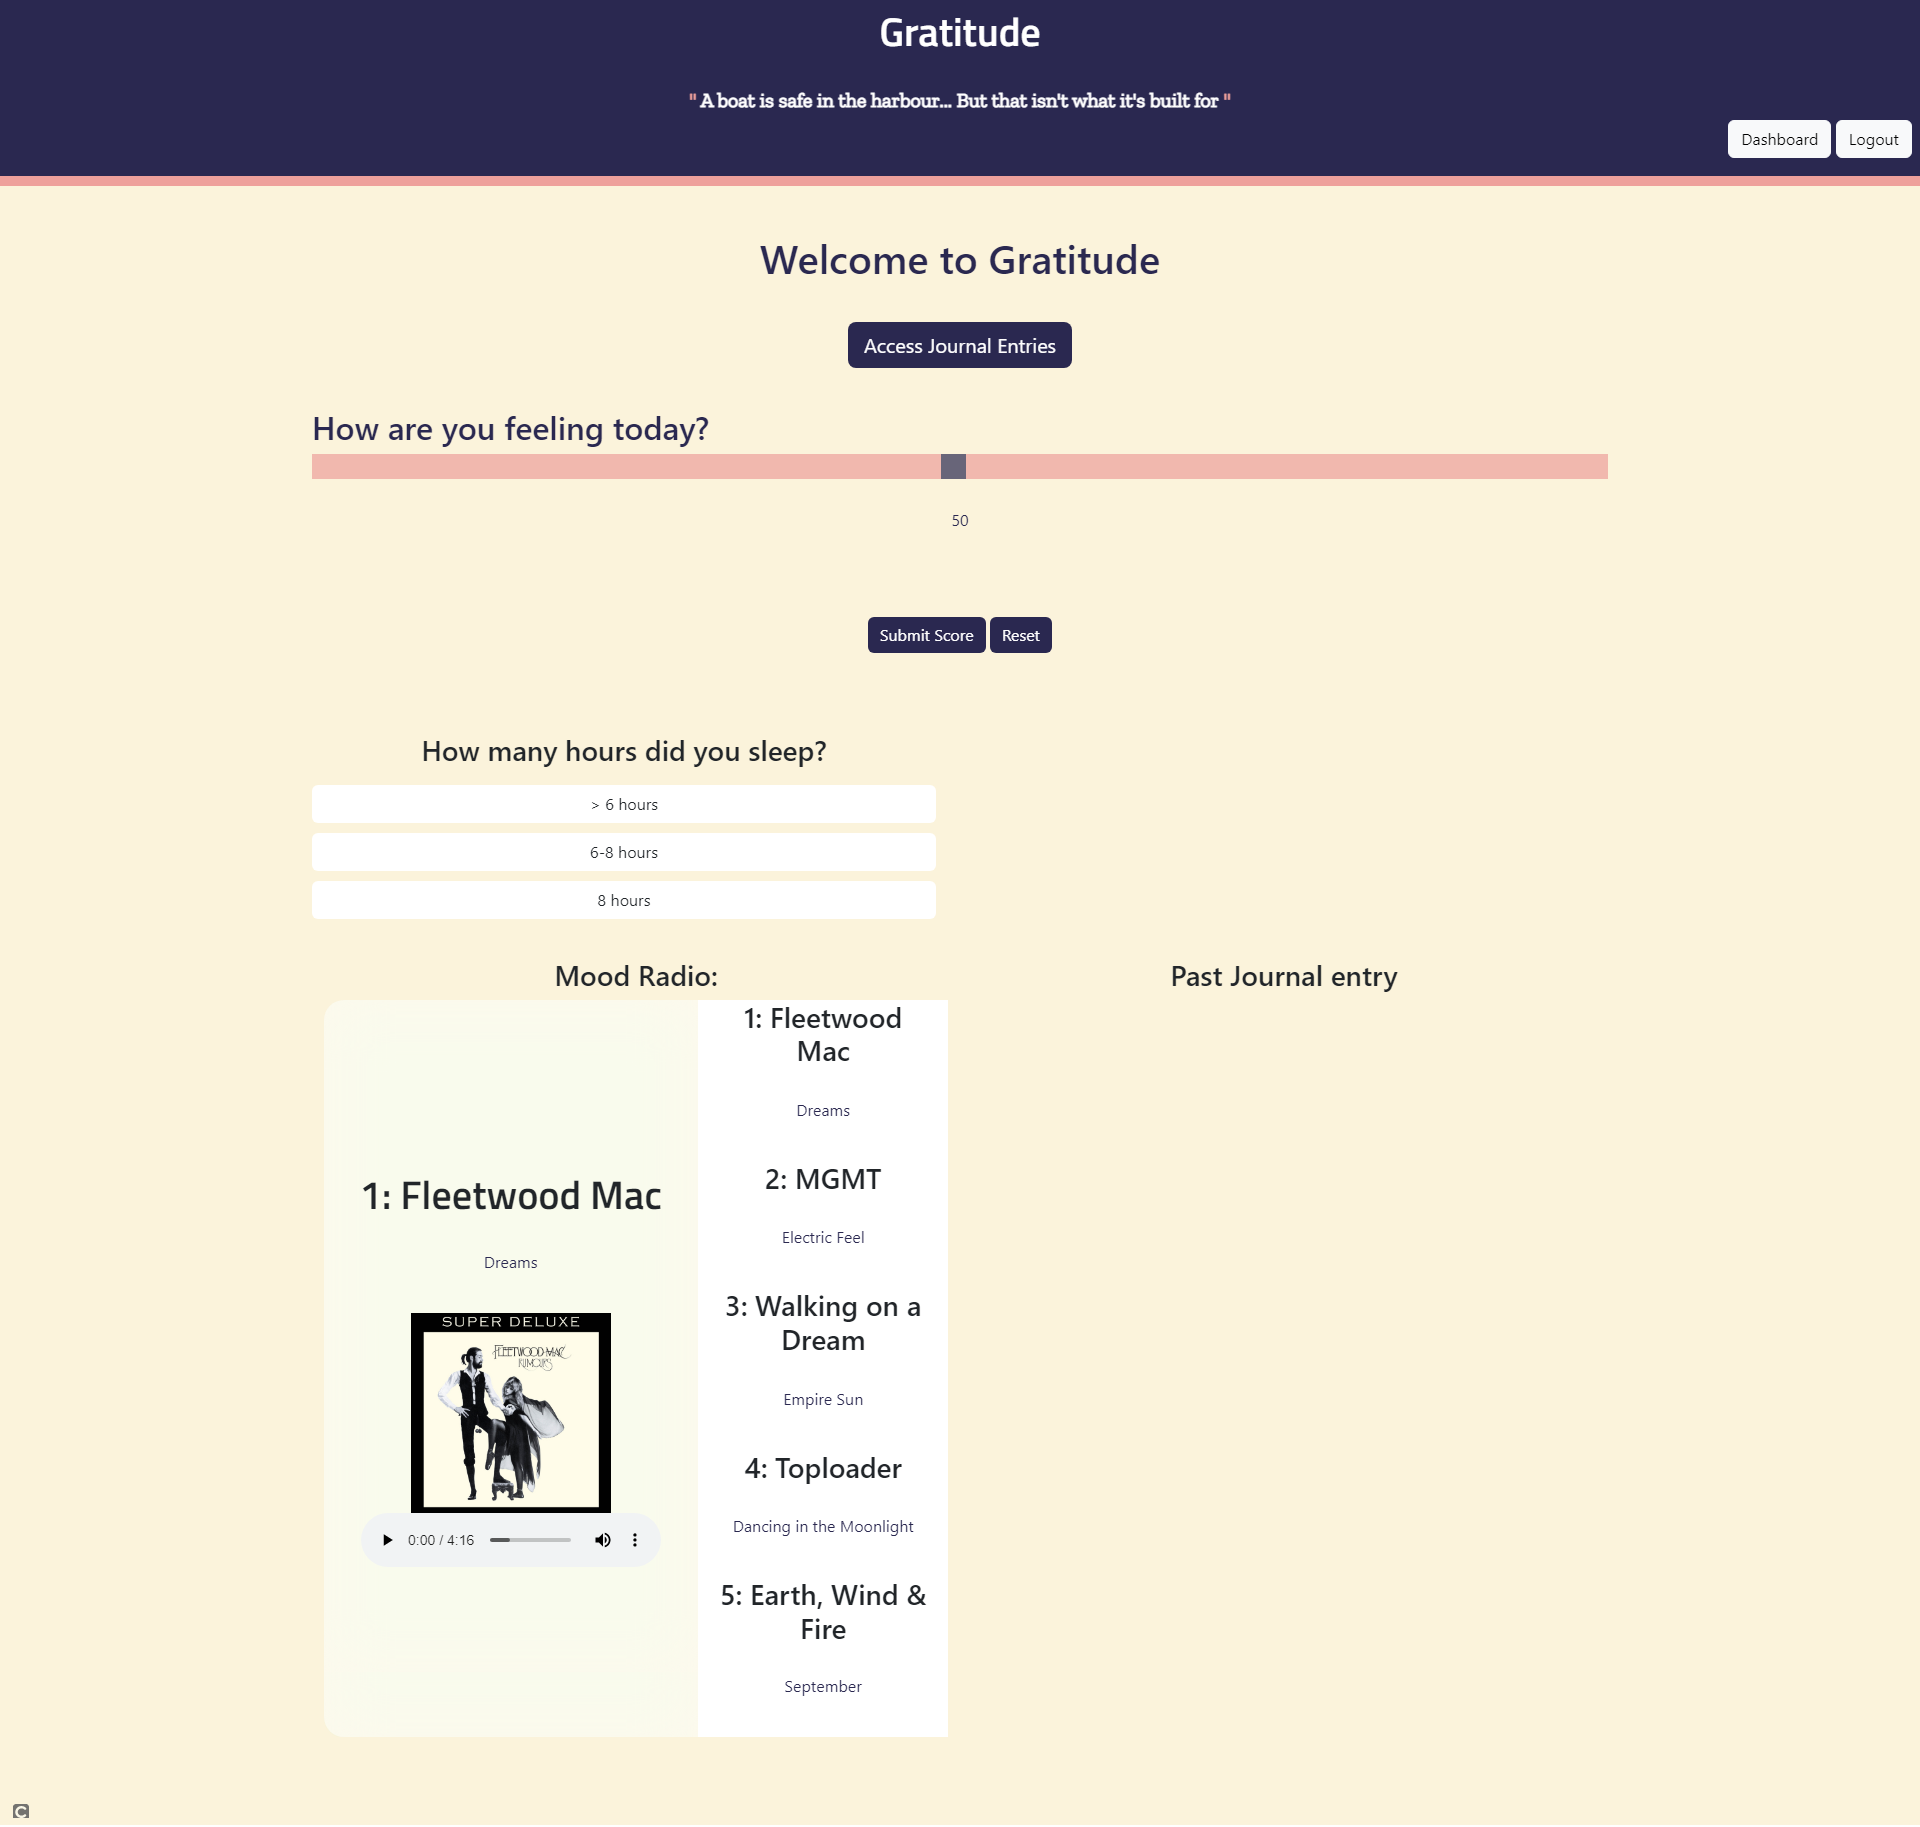 Gratitude
" A boat is safe in the harbour... But that isn't what it's built for "
Dashboard
Logout
Welcome to Gratitude
Access Journal Entries
How are you feeling today?
50
Submit Score
Reset
How many hours did you sleep?
> 6 hours
6-8 hours
8 hours
Mood Radio:
1: Fleetwood Mac
Dreams
SUPER DELUXE
FLEETWOOD MAC
RUMOURS
0:00 / 4:16
1: Fleetwood
Mac
Dreams
2: MGMT
Electric Feel
3: Walking on a
Dream
Empire Sun
4: Toploader
Dancing in the Moonlight
5: Earth, Wind &
Fire
September
Past Journal entry
C